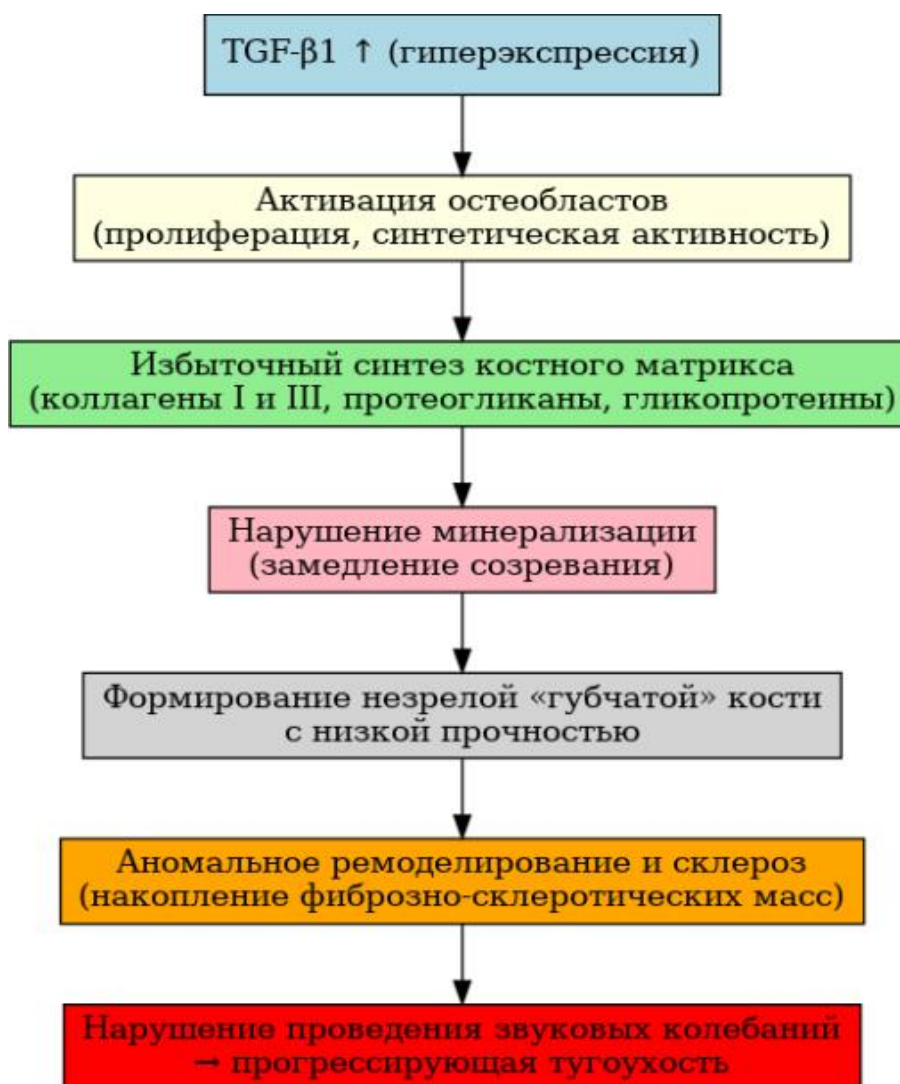 TGF-β1 ↑ (гиперэкспрессия)
Активация остеобластов
(пролиферация, синтетическая активность)
Избыточный синтез костного матрикса
(коллагены I и III, протеогликаны, гликопротеины)
Нарушение минерализации
(замедление созревания)
Формирование незрелой «губчатой» кости
с низкой прочностью
Аномальное ремоделирование и склероз
(накопление фиброзно-склеротических масс)
Нарушение проведения звуковых колебаний
→ прогрессирующая тугоухость